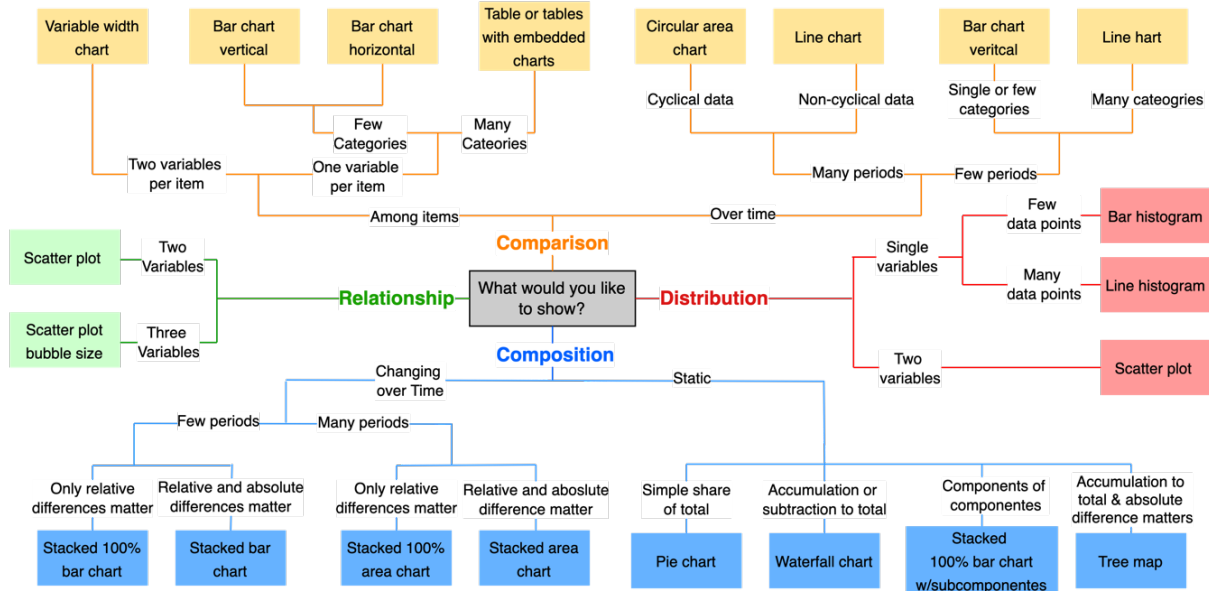 Variable width
chart
Bar chart
vertical
Bar chart
horizontal
Table or tables
with embedded
charts
Circular area
chart
Line chart
Bar chart
veritcal
Line hart
Cyclical data
Non-cyclical data
Single or few
categories
Many cateogries
Few
Categories
Many
Cateories
Two variables
per item
One variable
per item
Many periods
Few periods
Among items
Over time
Comparison
Scatter plot
Two
Variables
Single
variables
Few
data points
Bar histogram
Relationship
What would you like
to show?
Distribution
Many
data points
Line histogram
Scatter plot
bubble size
Three
Variables
Composition
Two
variables
Scatter plot
Changing
over Time
Static
Few periods
Many periods
Only relative
differences matter
Relative and absolute
differences matter
Only relative
differences matter
Relative and aboslute
difference matter
Simple share
of total
Accumulation or
subtraction to total
Components of
componentes
Accumulation to
total & absolute
difference matters
Stacked 100%
bar chart
Stacked bar
chart
Stacked 100%
area chart
Stacked area
chart
Pie chart
Waterfall chart
Stacked
100% bar chart
w/subcomponentes
Tree map